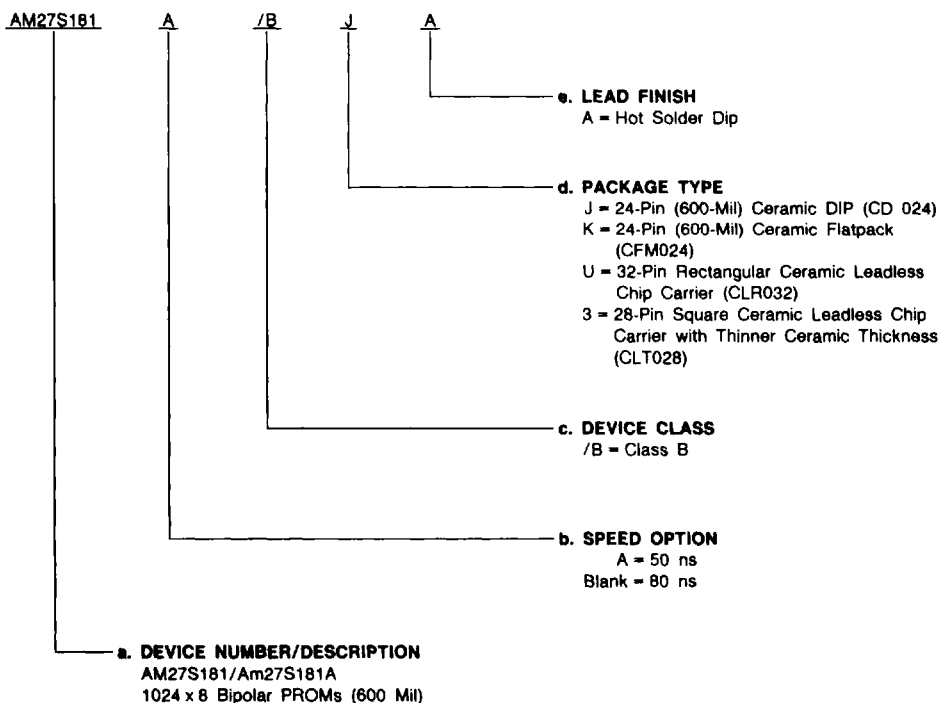 AM27S181 A /B J A
e. LEAD FINISH
A = Hot Solder Dip
d. PACKAGE TYPE
J = 24-Pin (600-Mil) Ceramic DIP (CD 024)
K = 24-Pin (600-Mil) Ceramic Flatpack
(CFM024)
U = 32-Pin Rectangular Ceramic Leadless
Chip Carrier (CLR032)
3 = 28-Pin Square Ceramic Leadless Chip
Carrier with Thinner Ceramic Thickness
(CLT028)
c. DEVICE CLASS
/B = Class B
b. SPEED OPTION
A = 50 ns
Blank = 80 ns
a. DEVICE NUMBER/DESCRIPTION
AM27S181/Am27S181A
1024 x 8 Bipolar PROMs (600 Mil)